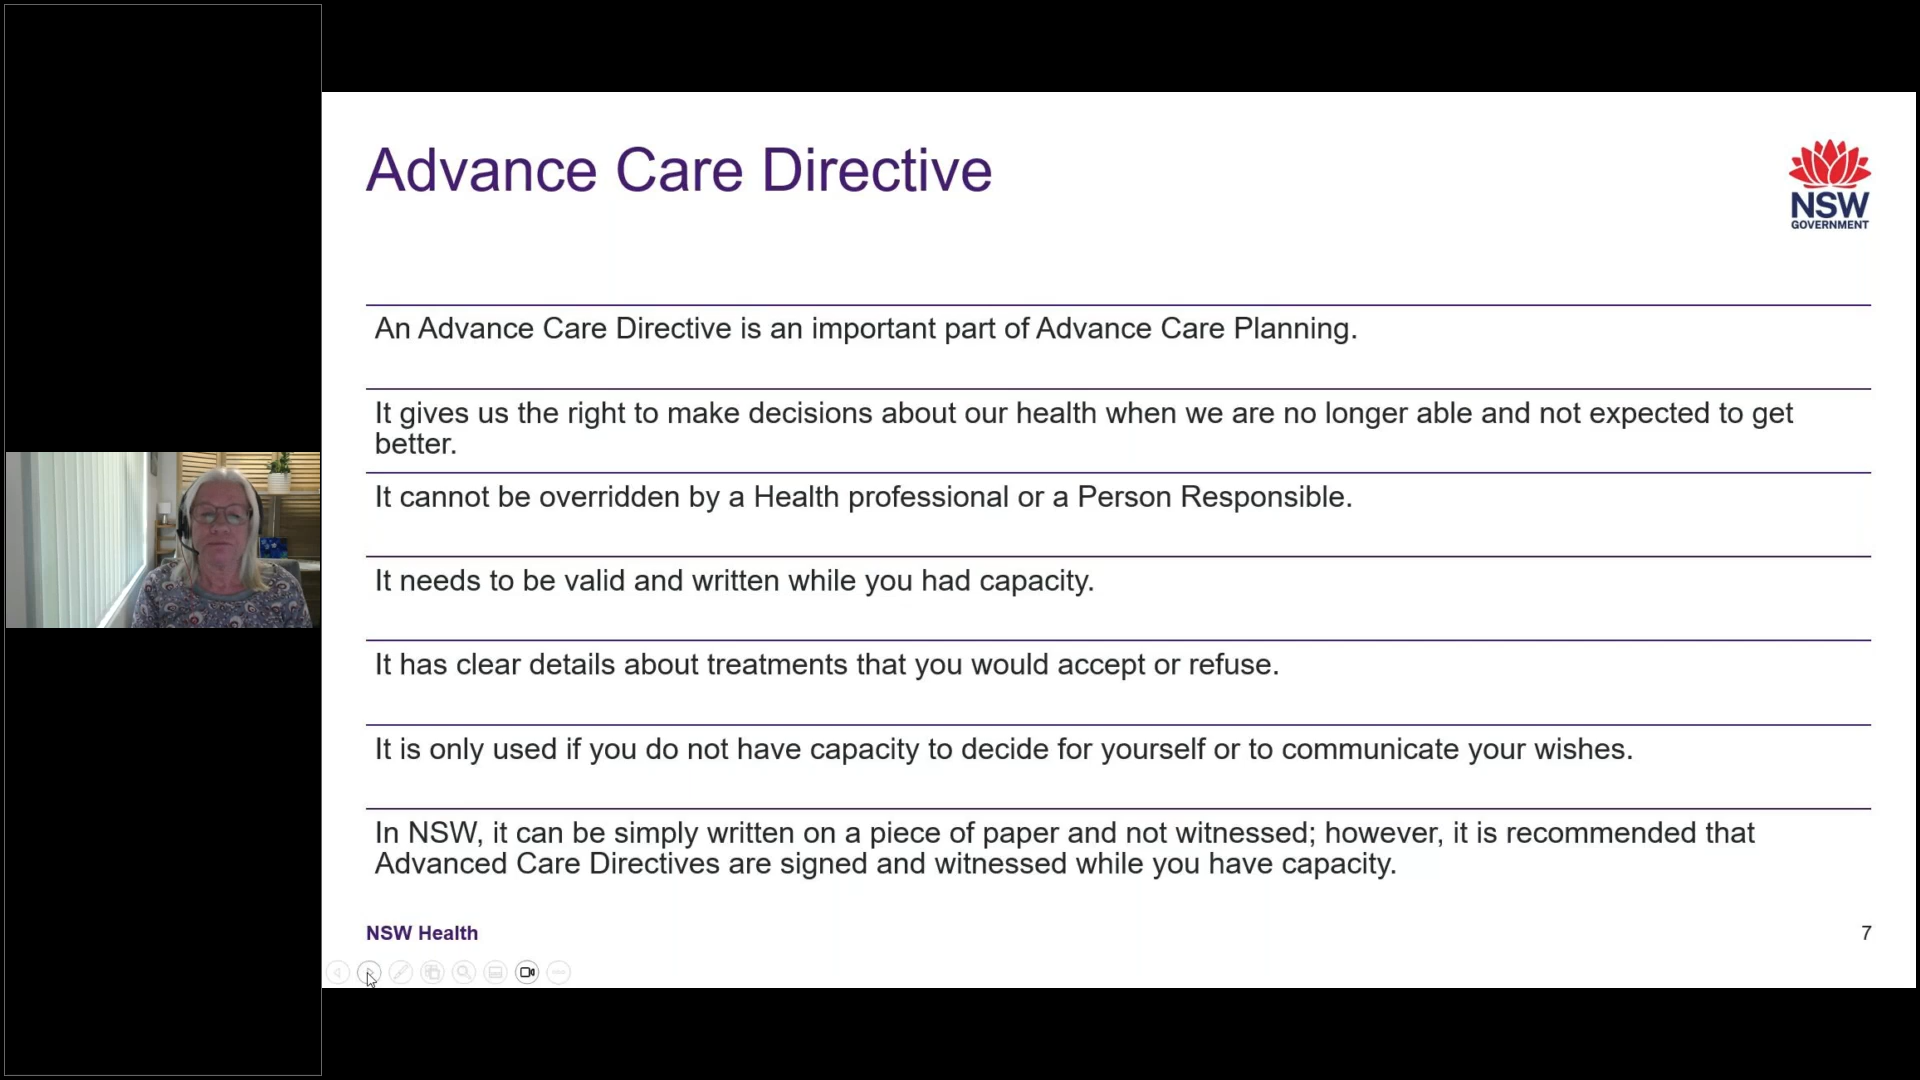 Advance Care Directive
NSW
GOVERNMENT
An Advance Care Directive is an important part of Advance Care Planning.
It gives us the right to make decisions about our health when we are no longer able and not expected to get
better.
It cannot be overridden by a Health professional or a Person Responsible.
It needs to be valid and written while you had capacity.
It has clear details about treatments that you would accept or refuse.
It is only used if you do not have capacity to decide for yourself or to communicate your wishes.
In NSW, it can be simply written on a piece of paper and not witnessed; however, it is recommended that
Advanced Care Directives are signed and witnessed while you have capacity.
NSW Health
7